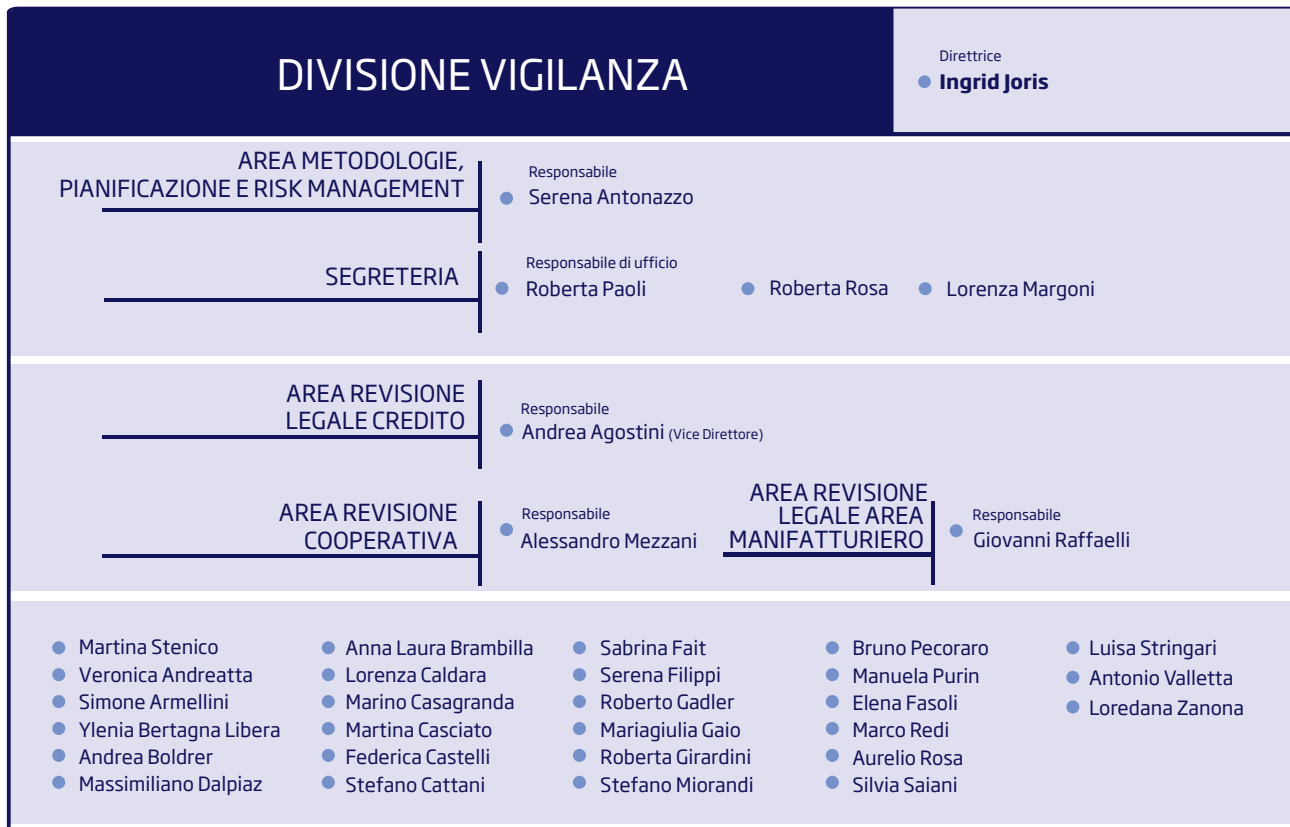 DIVISIONE VIGILANZA
Direttrice
Ingrid Joris
AREA METODOLOGIE,
PIANIFICAZIONE E RISK MANAGEMENT
Responsabile
Serena Antonazzo
SEGRETERIA
Responsabile di ufficio
Roberta Paoli
Roberta Rosa
Lorenza Margoni
AREA REVISIONE
LEGALE CREDITO
Responsabile
Andrea Agostini (Vice Direttore)
AREA REVISIONE
COOPERATIVA
Responsabile
Alessandro Mezzani
AREA REVISIONE
LEGALE AREA
MANIFATTURIERO
Responsabile
Giovanni Raffaelli
Martina Stenico
Veronica Andreatta
Simone Armellini
Ylenia Bertagna Libera
Andrea Boldrer
Massimiliano Dalpiaz
Anna Laura Brambilla
Lorenza Caldara
Marino Casagranda
Martina Casciato
Federica Castelli
Stefano Cattani
Sabrina Fait
Serena Filippi
Roberto Gadler
Mariagiulia Gaio
Roberta Girardini
Stefano Miorandi
Bruno Pecoraro
Manuela Purin
Elena Fasoli
Marco Redi
Aurelio Rosa
Silvia Saiani
Luisa Stringari
Antonio Valletta
Loredana Zanona